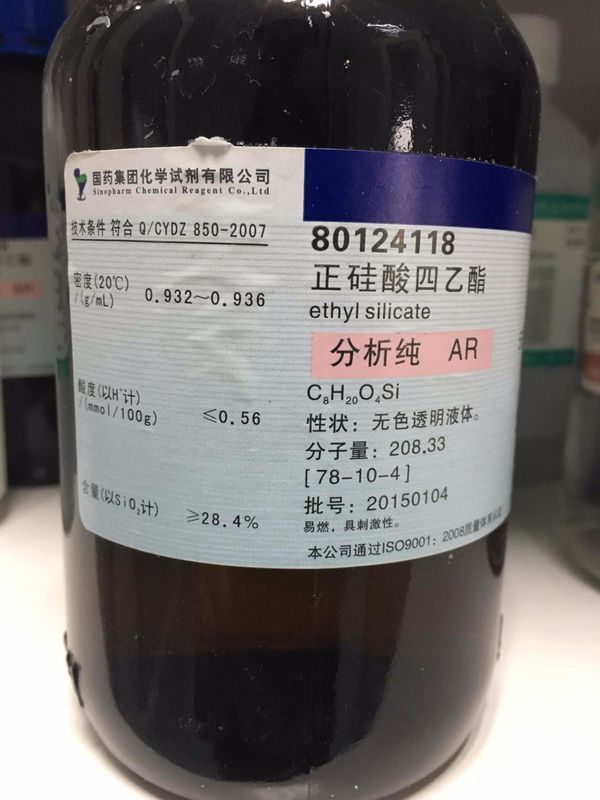 国药集团化学试剂有限公司
Sinopharm Chemical Reagent Co.,Ltd
技术条件 符合 Q/CYDZ 850-2007
密度(20℃)
/(g/mL) 0.932～0.936
酸度(以H⁺计)
/(mmol/100g) ≤0.56
含量(以SiO₂计) ≥28.4%
80124118
正硅酸四乙酯
ethyl silicate
分析纯 AR
C₈H₂₀O₄Si
性状：无色透明液体。
分子量：208.33
[78-10-4]
批号：20150104
易燃，具刺激性。
本公司通过ISO9001：2008质量体系认证